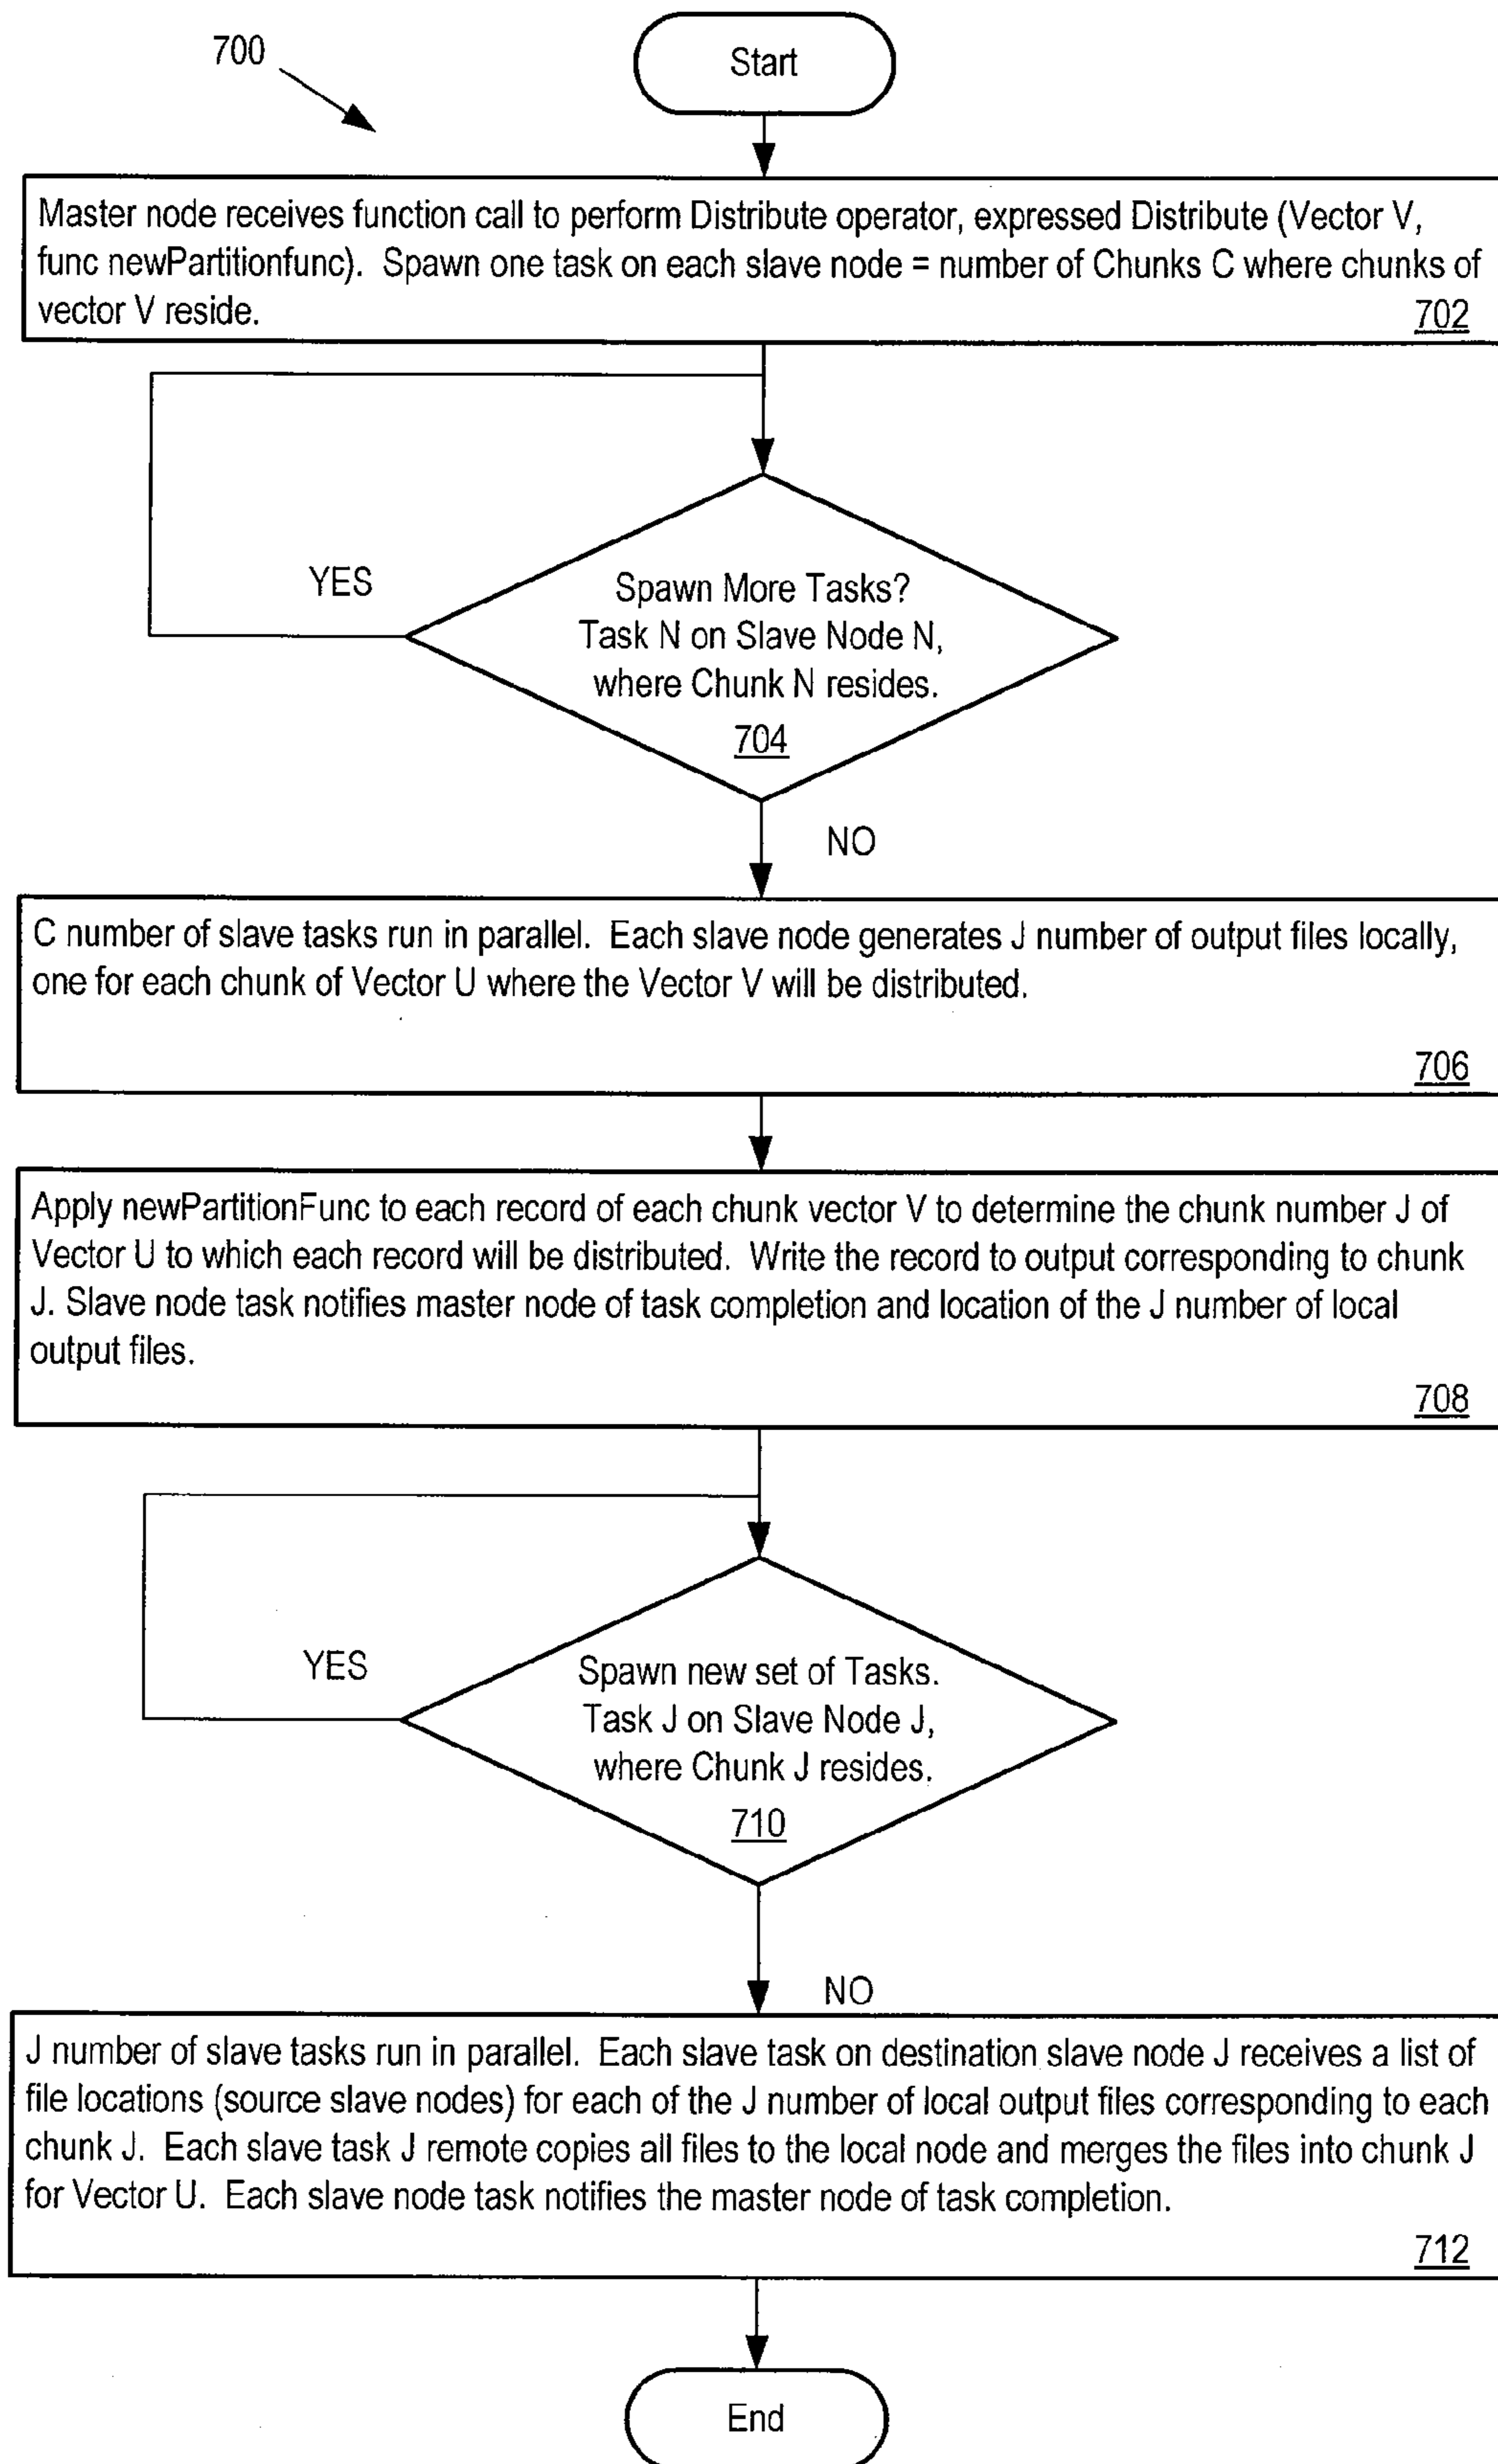 700
Start
Master node receives function call to perform Distribute operator, expressed Distribute (Vector V,
func newPartitionfunc).  Spawn one task on each slave node = number of Chunks C where chunks of
vector V reside.
702
YES
Spawn More Tasks?
Task N on Slave Node N,
where Chunk N resides.
704
NO
C number of slave tasks run in parallel.  Each slave node generates J number of output files locally,
one for each chunk of Vector U where the Vector V will be distributed.
706
Apply newPartitionFunc to each record of each chunk vector V to determine the chunk number J of
Vector U to which each record will be distributed.  Write the record to output corresponding to chunk
J. Slave node task notifies master node of task completion and location of the J number of local
output files.
708
YES
Spawn new set of Tasks.
Task J on Slave Node J,
where Chunk J resides.
710
NO
J number of slave tasks run in parallel.  Each slave task on destination slave node J receives a list of
file locations (source slave nodes) for each of the J number of local output files corresponding to each
chunk J.  Each slave task J remote copies all files to the local node and merges the files into chunk J
for Vector U.  Each slave node task notifies the master node of task completion.
712
End